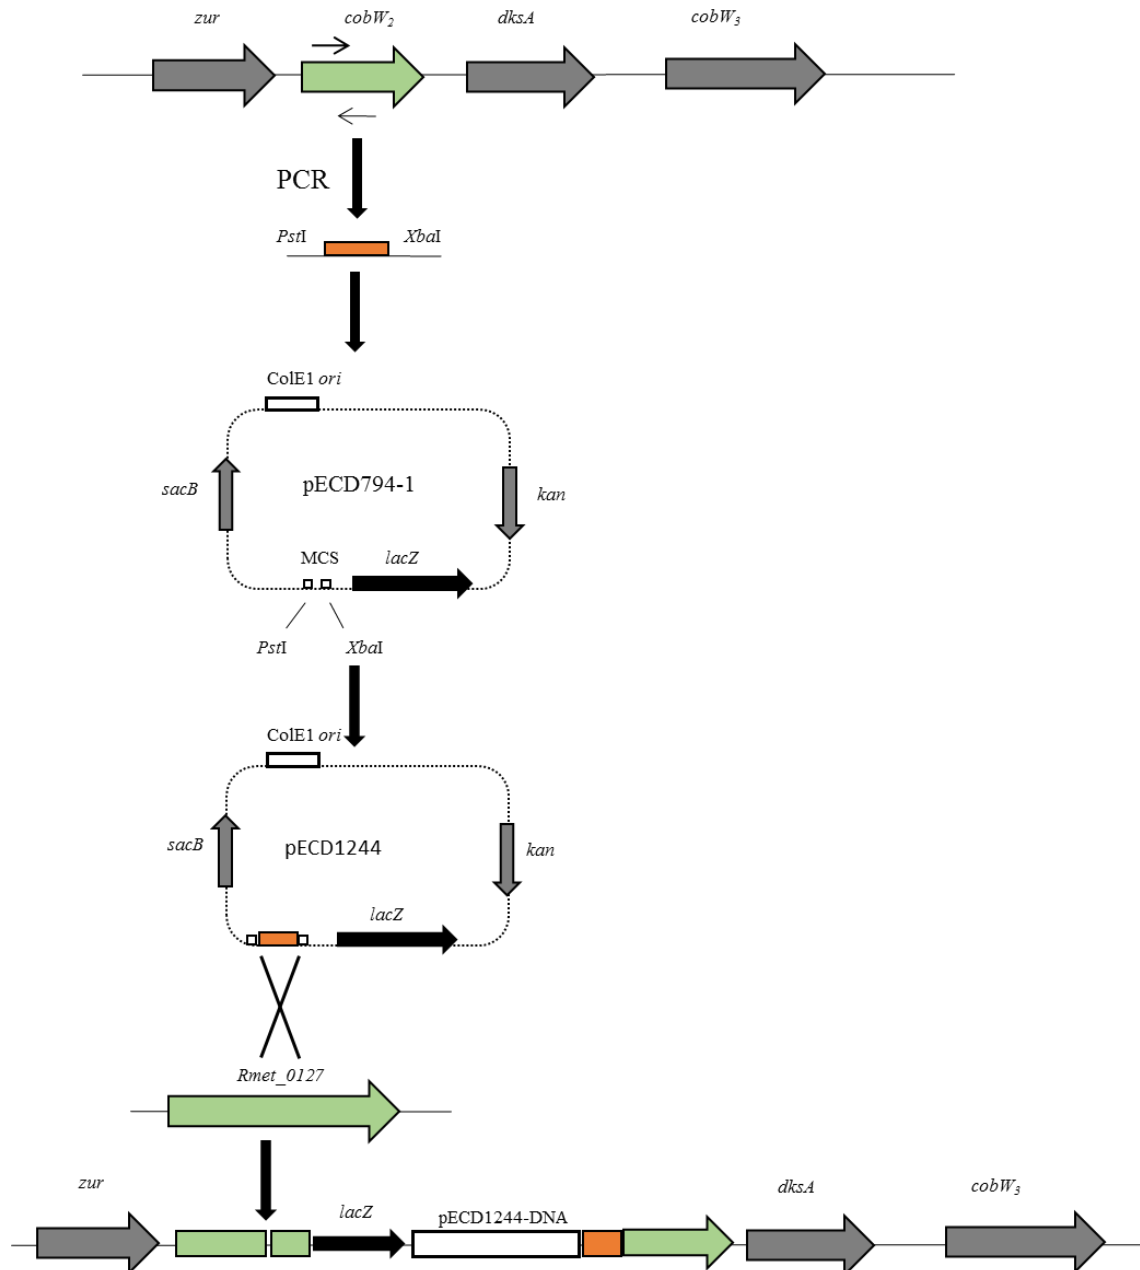 zur cobW₂ dksA cobW₃
PCR
PstI XbaI
ColE1 ori
sacB pECD794-1 kan
MCS lacZ
PstI XbaI
ColE1 ori
sacB pECD1244 kan
lacZ
Rmet_0127
zur lacZ pECD1244-DNA dksA cobW₃